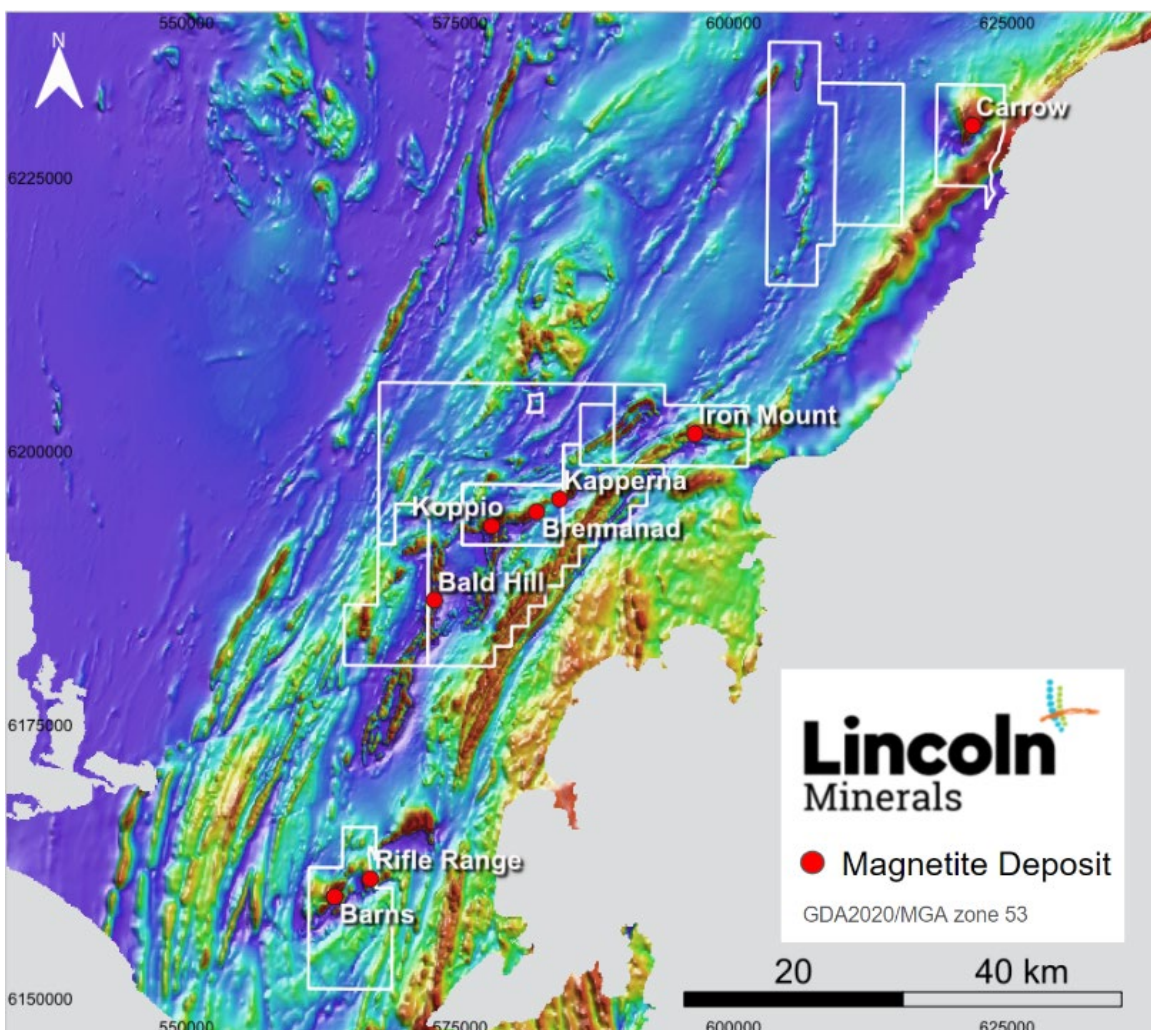 550000 575000 600000 625000
N
Carrow
6225000
Iron Mount
6200000
Kapperna
Koppio
Brennanad
Bald Hill
6175000
Lincoln
Minerals
Magnetite Deposit
GDA2020/MGA zone 53
Rifle Range
Barns
20 40 km
6150000
550000 575000 600000 625000